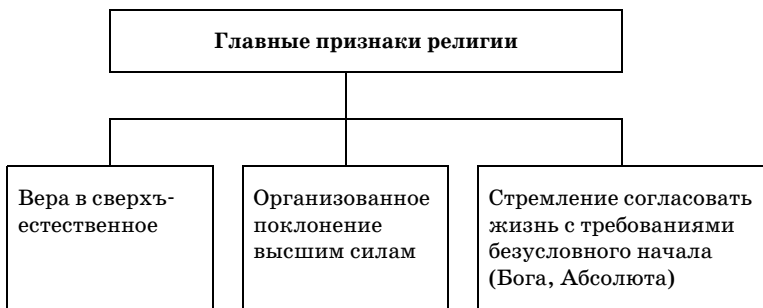 Главные признаки религии
Вера в сверхъ-
естественное
Организованное
поклонение
высшим силам
Стремление согласовать
жизнь с требованиями
безусловного начала
(Бога, Абсолюта)